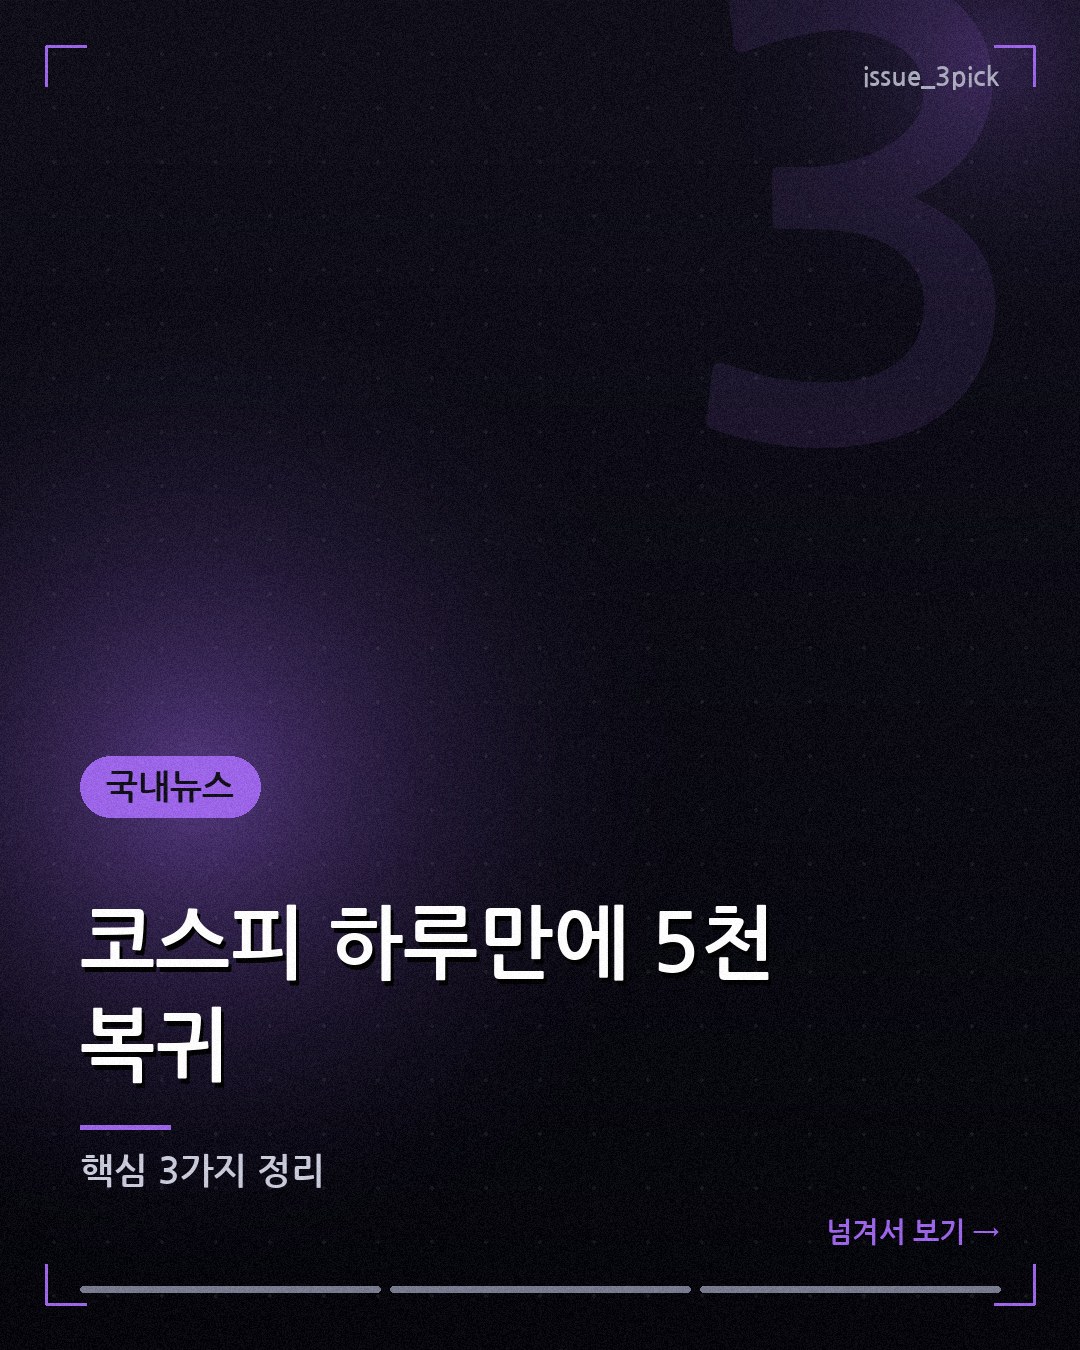 3
issue_3pick
국내뉴스
코스피 하루만에 5천
복귀
핵심 3가지 정리
넘겨서 보기 →